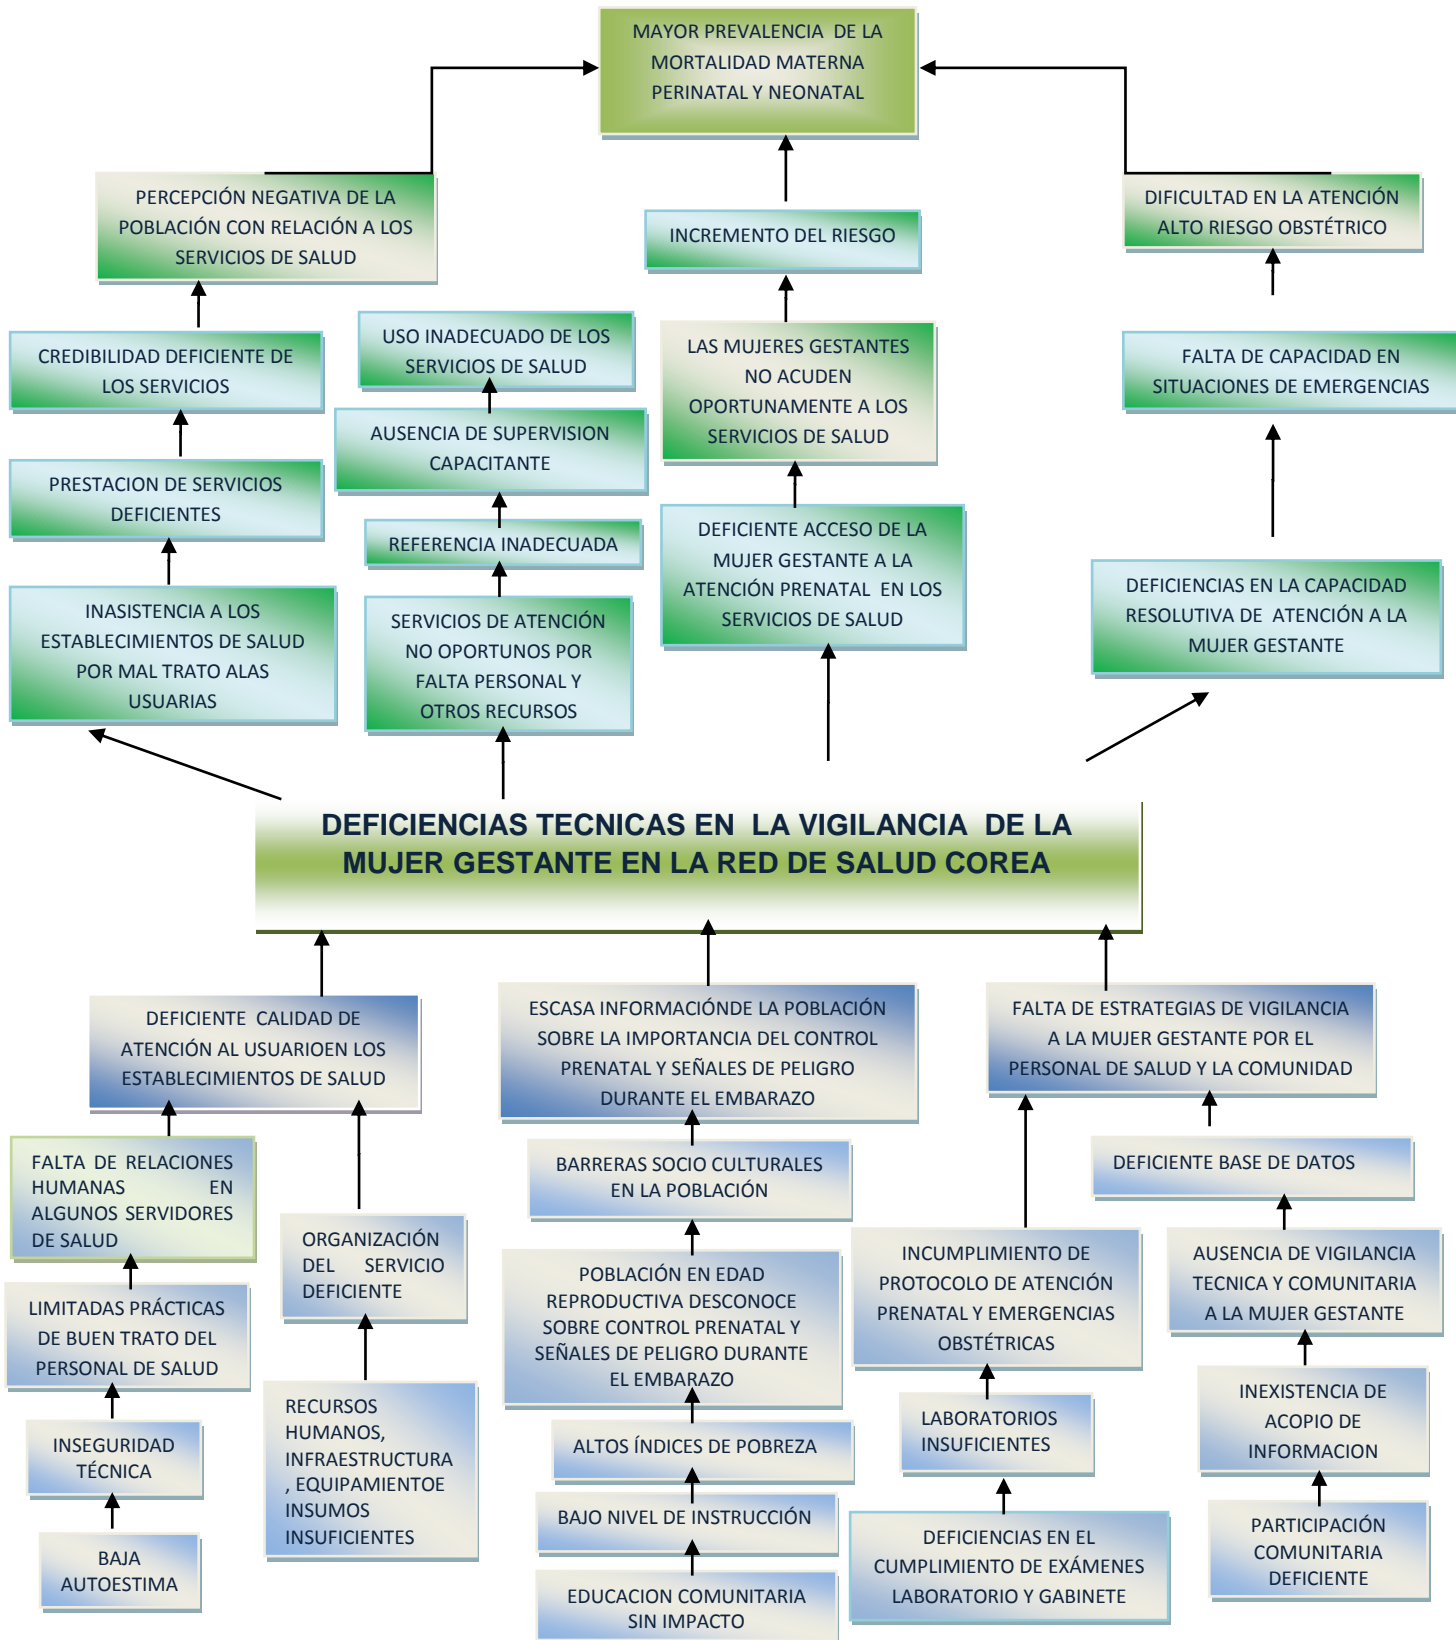 MAYOR PREVALENCIA DE LA
MORTALIDAD MATERNA
PERINATAL Y NEONATAL
PERCEPCIÓN NEGATIVA DE LA
POBLACIÓN CON RELACIÓN A LOS
SERVICIOS DE SALUD
INCREMENTO DEL RIESGO
DIFICULTAD EN LA ATENCIÓN
ALTO RIESGO OBSTÉTRICO
CREDIBILIDAD DEFICIENTE DE
LOS SERVICIOS
USO INADECUADO DE LOS
SERVICIOS DE SALUD
LAS MUJERES GESTANTES
NO ACUDEN
OPORTUNAMENTE A LOS
SERVICIOS DE SALUD
FALTA DE CAPACIDAD EN
SITUACIONES DE EMERGENCIAS
AUSENCIA DE SUPERVISION
CAPACITANTE
PRESTACION DE SERVICIOS
DEFICIENTES
REFERENCIA INADECUADA
DEFICIENTE ACCESO DE LA
MUJER GESTANTE A LA
ATENCIÓN PRENATAL EN LOS
SERVICIOS DE SALUD
DEFICIENCIAS EN LA CAPACIDAD
RESOLUTIVA DE ATENCIÓN A LA
MUJER GESTANTE
INASISTENCIA A LOS
ESTABLECIMIENTOS DE SALUD
POR MAL TRATO ALAS
USUARIAS
SERVICIOS DE ATENCIÓN
NO OPORTUNOS POR
FALTA PERSONAL Y
OTROS RECURSOS
DEFICIENCIAS TECNICAS EN LA VIGILANCIA DE LA
MUJER GESTANTE EN LA RED DE SALUD COREA
DEFICIENTE CALIDAD DE
ATENCIÓN AL USUARIOEN LOS
ESTABLECIMIENTOS DE SALUD
ESCASA INFORMACIÓNDE LA POBLACIÓN
SOBRE LA IMPORTANCIA DEL CONTROL
PRENATAL Y SEÑALES DE PELIGRO
DURANTE EL EMBARAZO
FALTA DE ESTRATEGIAS DE VIGILANCIA
A LA MUJER GESTANTE POR EL
PERSONAL DE SALUD Y LA COMUNIDAD
FALTA DE RELACIONES
HUMANAS EN
ALGUNOS SERVIDORES
DE SALUD
ORGANIZACIÓN
DEL SERVICIO
DEFICIENTE
BARRERAS SOCIO CULTURALES
EN LA POBLACIÓN
DEFICIENTE BASE DE DATOS
LIMITADAS PRÁCTICAS
DE BUEN TRATO DEL
PERSONAL DE SALUD
POBLACIÓN EN EDAD
REPRODUCTIVA DESCONOCE
SOBRE CONTROL PRENATAL Y
SEÑALES DE PELIGRO DURANTE
EL EMBARAZO
INCUMPLIMIENTO DE
PROTOCOLO DE ATENCIÓN
PRENATAL Y EMERGENCIAS
OBSTÉTRICAS
AUSENCIA DE VIGILANCIA
TECNICA Y COMUNITARIA
A LA MUJER GESTANTE
INSEGURIDAD
TÉCNICA
RECURSOS
HUMANOS,
INFRAESTRUCTURA
, EQUIPAMIENTOE
INSUMOS
INSUFICIENTES
ALTOS ÍNDICES DE POBREZA
LABORATORIOS
INSUFICIENTES
INEXISTENCIA DE
ACOPIO DE
INFORMACION
BAJO NIVEL DE INSTRUCCIÓN
BAJA
AUTOESTIMA
EDUCACION COMUNITARIA
SIN IMPACTO
DEFICIENCIAS EN EL
CUMPLIMIENTO DE EXÁMENES
LABORATORIO Y GABINETE
PARTICIPACIÓN
COMUNITARIA
DEFICIENTE